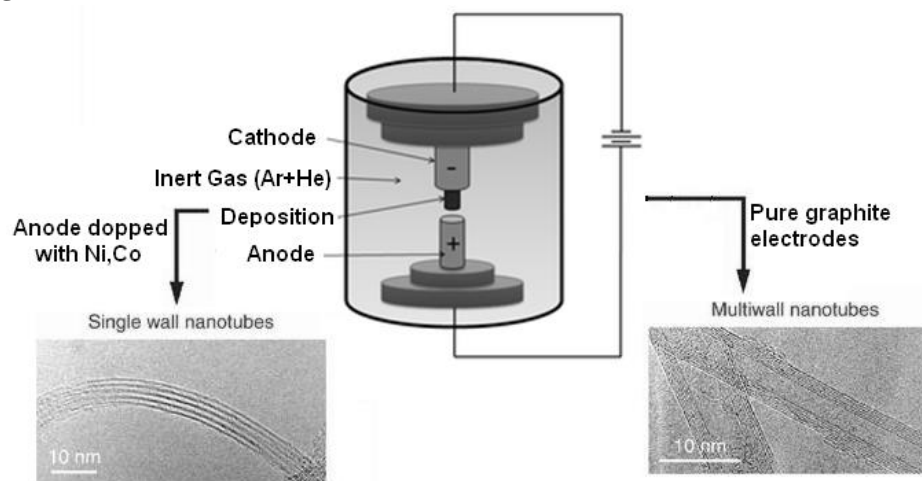 Cathode
-
Inert Gas (Ar+He)
Deposition
+
Anode
Anode dopped
with Ni,Co
Pure graphite
electrodes
Single wall nanotubes
10 nm
Multiwall nanotubes
10 nm